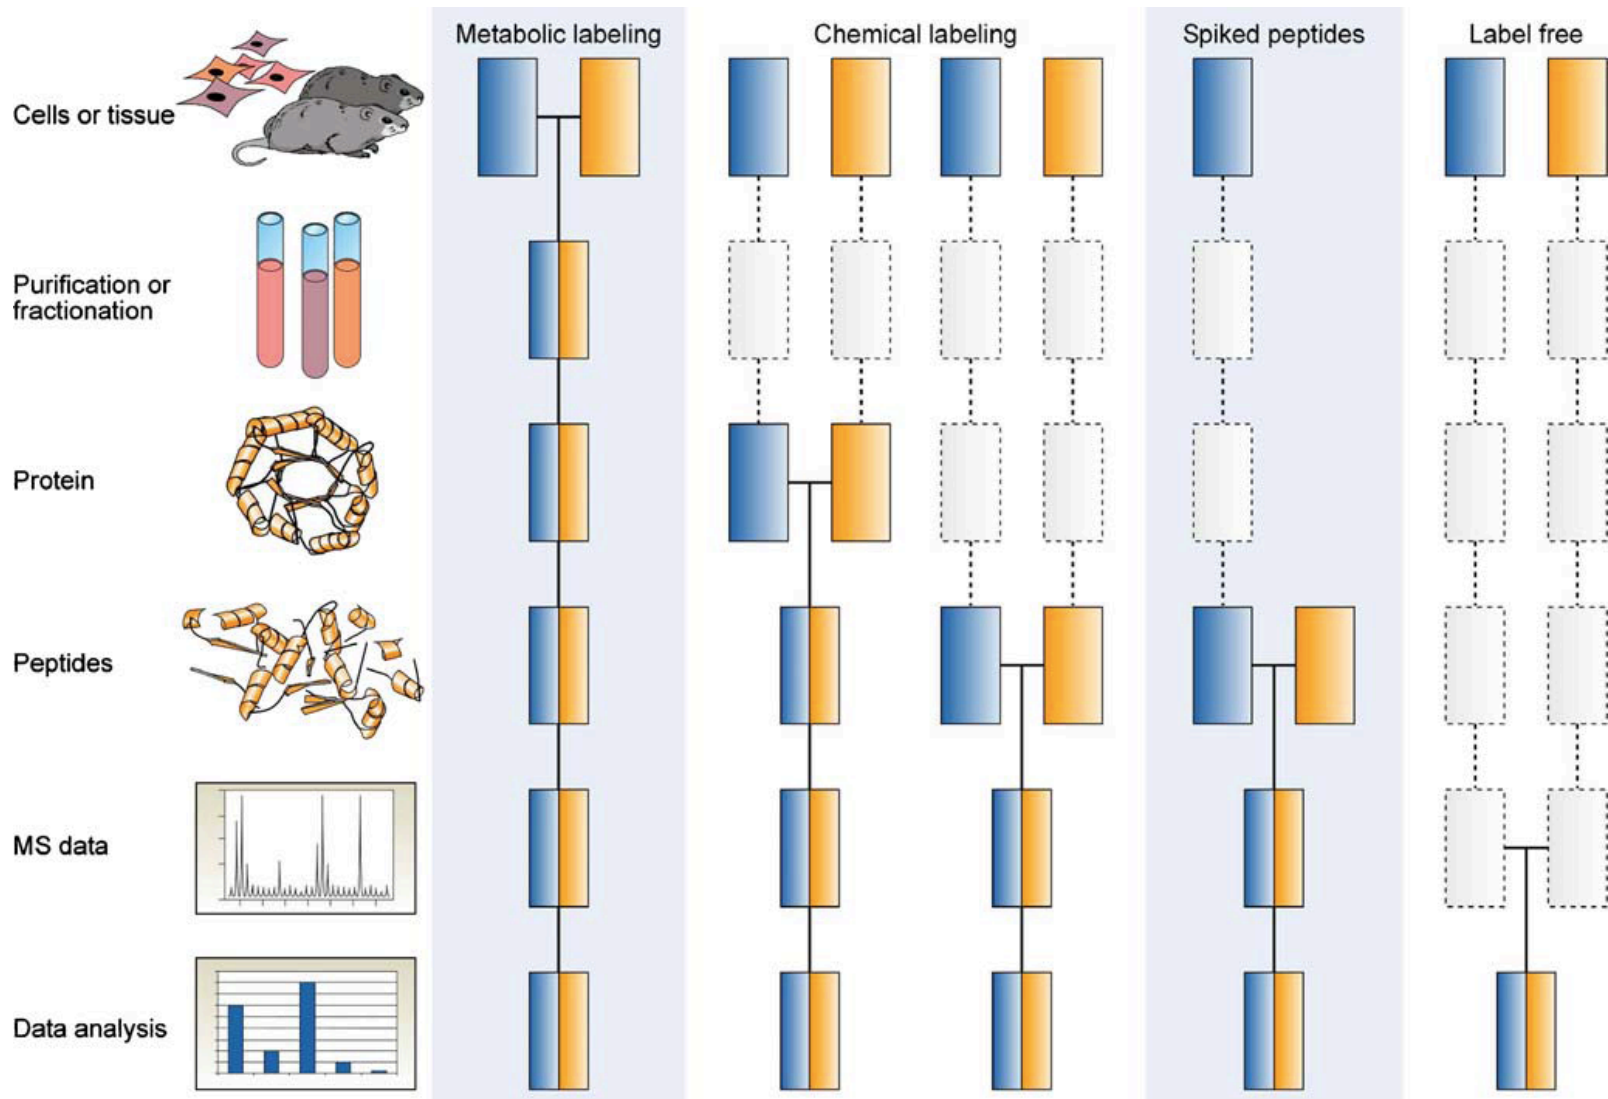 Metabolic labeling
Chemical labeling
Spiked peptides
Label free
Cells or tissue
Purification or
fractionation
Protein
Peptides
MS data
Data analysis